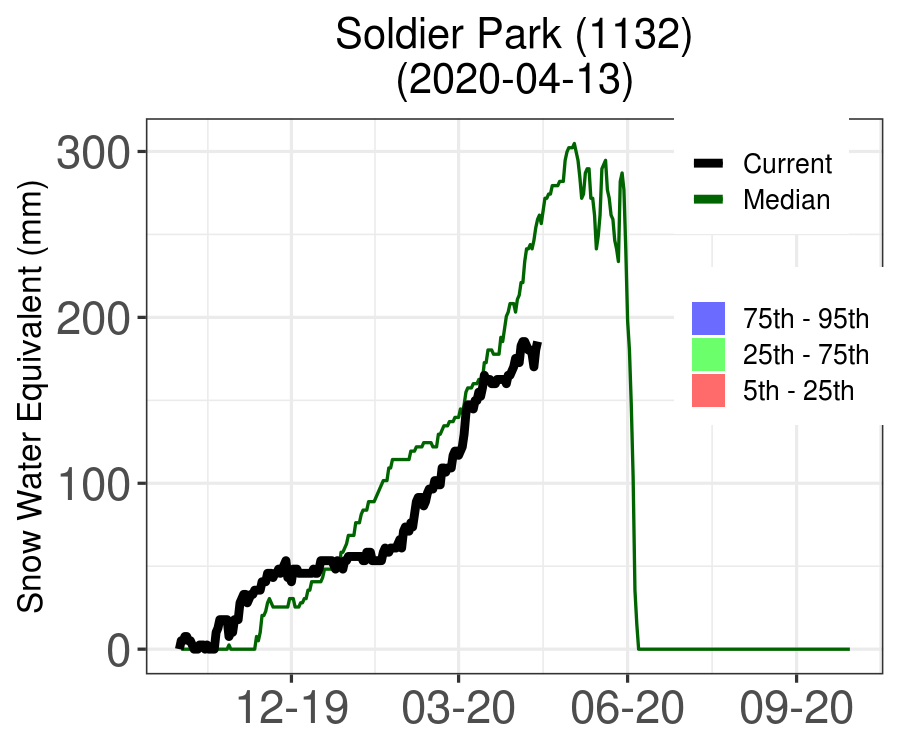 Soldier Park (1132)
(2020-04-13)
Snow Water Equivalent (mm)
300
200
100
0
12-19
03-20
06-20
09-20
Current
Median
75th - 95th
25th - 75th
5th - 25th